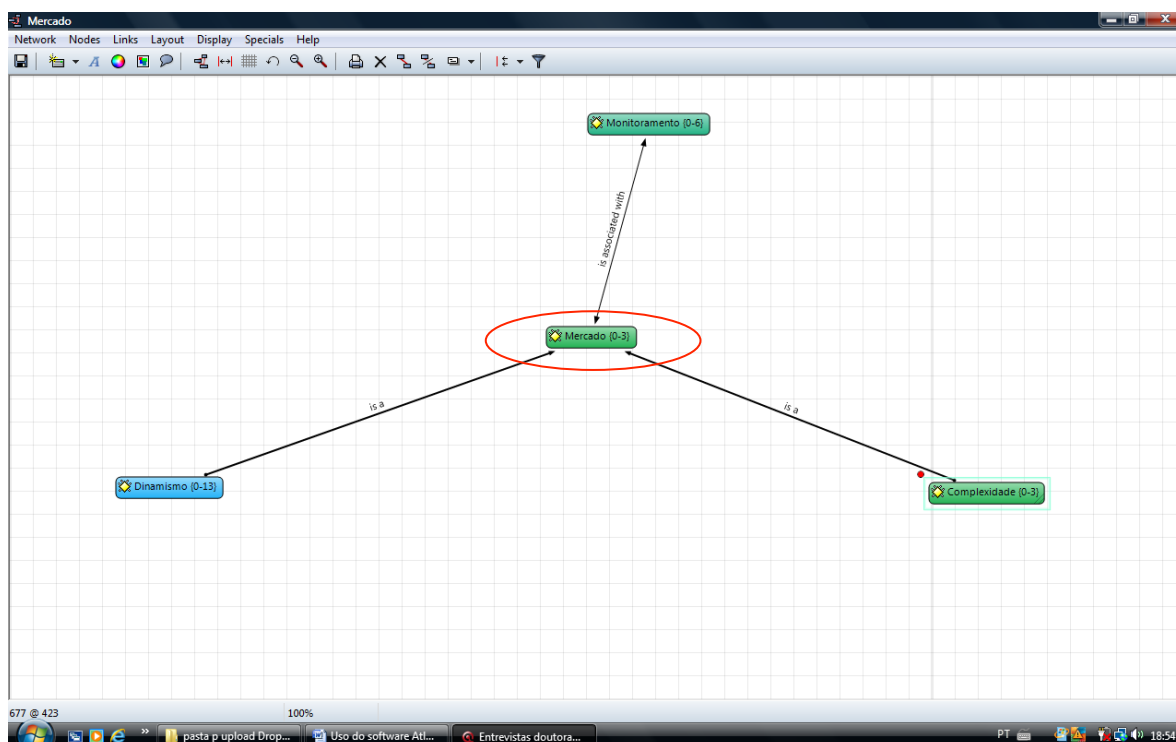 Mercado
Network Nodes Links Layout Display Specials Help
Monitoramento {0-6}
is associated with
Mercado {0-3}
is a
is a
Dinamismo {0-13}
Complexidade {0-3}
677 @ 423 100%
pasta p upload Drop... Uso do software Atl... Entrevistas doutora... PT 18:54